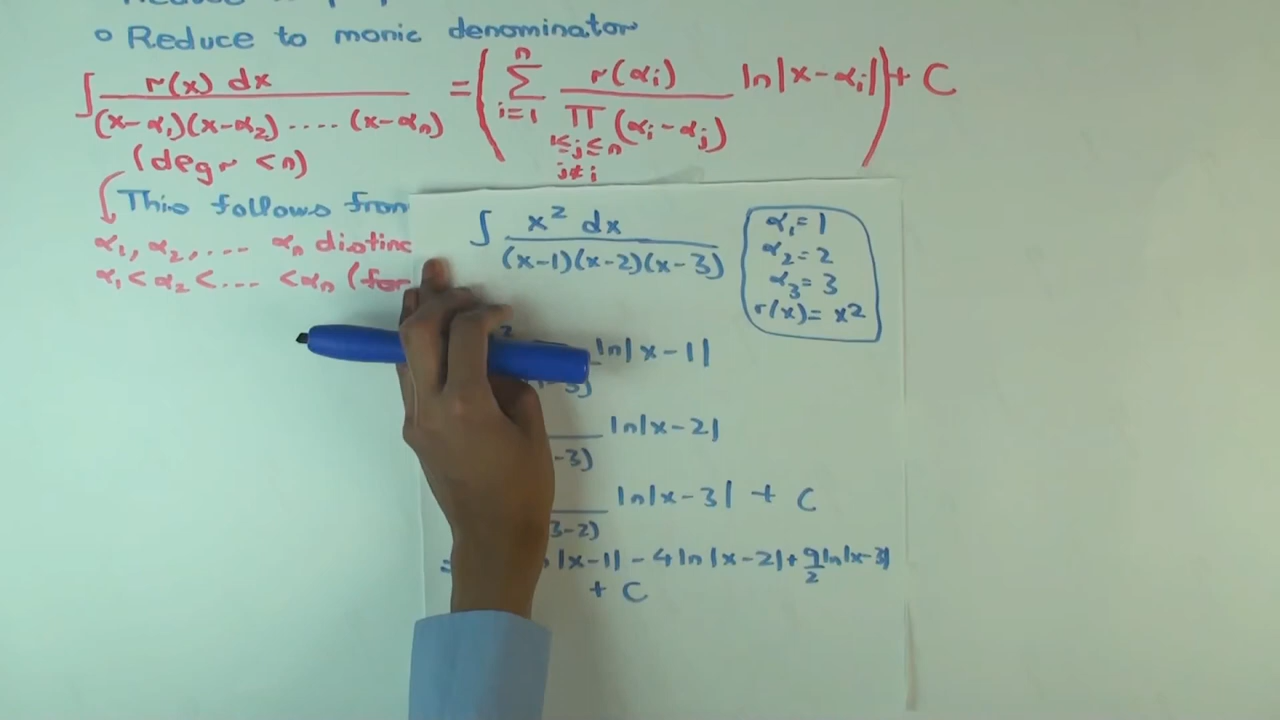 o Reduce to monic denominator
∫ r(x) dx / (x-α₁)(x-α₂) .... (x-αₙ) = ( n Σ i=1 r(αᵢ) / Π 1≤j≤n j≠i (αᵢ-αⱼ) ln|x-αᵢ| ) + C
(deg r < n)
This follows from
α₁, α₂, ... αₙ
α₁ < α₂ < ... < αₙ (for
∫ x² dx / (x-1)(x-2)(x-3)
α₁ = 1
α₂ = 2
α₃ = 3
r(x) = x²
ln|x-1|
ln|x-2|
-3)
ln|x-3| + C
3-2)
= |x-1| - 4 ln|x-2| + 9/2 ln|x-3|
+ C